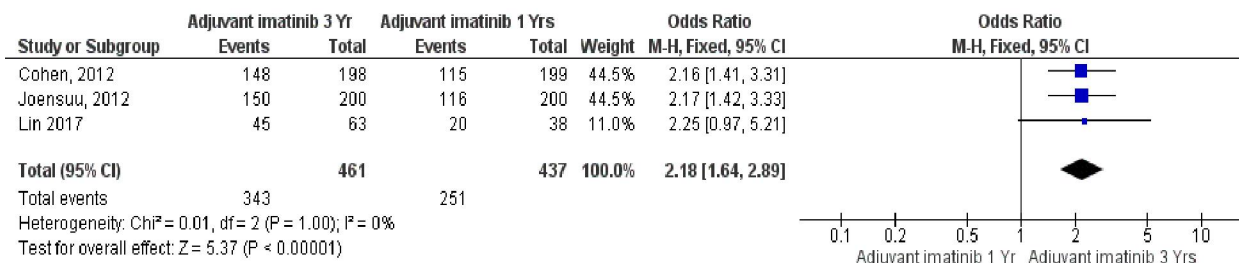 Adjuvant imatinib 3 Yr Adjuvant imatinib 1 Yrs Odds Ratio Odds Ratio
Study or Subgroup Events Total Events Total Weight M-H, Fixed, 95% CI M-H, Fixed, 95% CI
Cohen, 2012 148 198 115 199 44.5% 2.16 [1.41, 3.31]
Joensuu, 2012 150 200 116 200 44.5% 2.17 [1.42, 3.33]
Lin 2017 45 63 20 38 11.0% 2.25 [0.97, 5.21]
Total (95% CI) 461 437 100.0% 2.18 [1.64, 2.89]
Total events 343 251
Heterogeneity: Chi² = 0.01, df = 2 (P = 1.00); I² = 0%
Test for overall effect: Z = 5.37 (P < 0.00001)
0.1 0.2 0.5 1 2 5 10
Adjuvant imatinib 1 Yr Adjuvant imatinib 3 Yrs